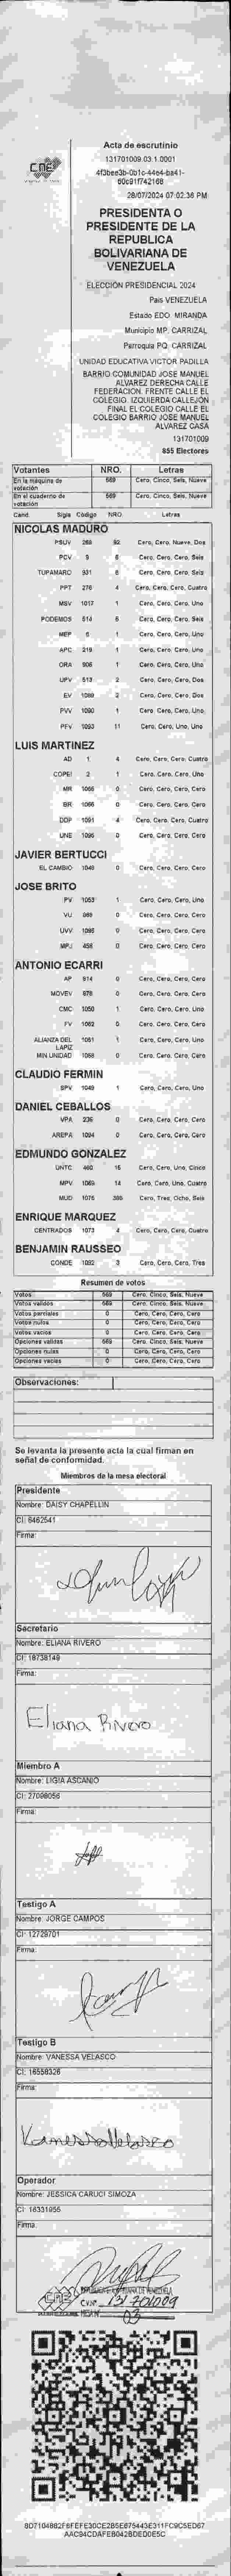 Acta de escrutinio
131701009.03.1.0001
4f3bee3b-0b1c-44e4-ba41-
60c91f742168
28/07/2024 07:02:36 PM
CNE
PRESIDENTA O
PRESIDENTE DE LA
REPUBLICA
BOLIVARIANA DE
VENEZUELA
ELECCIÓN PRESIDENCIAL 2024
Pais VENEZUELA
Estado EDO. MIRANDA
Municipio MP. CARRIZAL
Parroquia PQ. CARRIZAL
UNIDAD EDUCATIVA VICTOR PADILLA
BARRIO COMUNIDAD JOSE MANUEL
ALVAREZ DERECHA CALLE
FEDERACION. FRENTE CALLE EL
COLEGIO. IZQUIERDA CALLEJON
FINAL EL COLEGIO CALLE EL
COLEGIO BARRIO JOSE MANUEL
ALVAREZ CASA
131701009
855 Electores
Votantes NRO. Letras
En la máquina de votación 569 Cero, Cinco, Seis, Nueve
En el cuaderno de votación 569 Cero, Cinco, Seis, Nueve
Cand. Sigla Código NRO Letras
NICOLAS MADURO
PSUV 268 92 Cero, Cero, Nueve, Dos
PCV 9 6 Cero, Cero, Cero, Seis
TUPAMARO 931 6 Cero, Cero, Cero, Seis
PPT 276 4 Cero, Cero, Cero, Cuatro
MSV 1017 1 Cero, Cero, Cero, Uno
PODEMOS 514 6 Cero, Cero, Cero, Seis
MEP 6 1 Cero, Cero, Cero, Uno
APC 219 1 Cero, Cero, Cero, Uno
ORA 906 1 Cero, Cero, Cero, Uno
UPV 513 2 Cero, Cero, Cero, Dos
EV 1089 2 Cero, Cero, Cero, Dos
PVV 1090 1 Cero, Cero, Cero, Uno
PFV 1093 11 Cero, Cero, Uno, Uno
LUIS MARTINEZ
AD 1 4 Cero, Cero, Cero, Cuatro
COPEI 2 1 Cero, Cero, Cero, Uno
MR 1055 0 Cero, Cero, Cero, Cero
BR 1066 0 Cero, Cero, Cero, Cero
DDP 1091 4 Cero, Cero, Cero, Cuatro
UNE 1096 0 Cero, Cero, Cero, Cero
JAVIER BERTUCCI
EL CAMBIO 1048 0 Cero, Cero, Cero, Cero
JOSE BRITO
PV 1053 1 Cero, Cero, Cero, Uno
VU 989 0 Cero, Cero, Cero, Cero
UVV 1098 0 Cero, Cero, Cero, Cero
MPJ 456 0 Cero, Cero, Cero, Cero
ANTONIO ECARRI
AP 914 0 Cero, Cero, Cero, Cero
MOVEV 978 0 Cero, Cero, Cero, Cero
CMC 1050 1 Cero, Cero, Cero, Uno
FV 1062 0 Cero, Cero, Cero, Cero
ALIANZA DEL LAPIZ 1051 1 Cero, Cero, Cero, Uno
MIN UNIDAD 1058 0 Cero, Cero, Cero, Cero
CLAUDIO FERMIN
SPV 1049 1 Cero, Cero, Cero, Uno
DANIEL CEBALLOS
VPA 236 0 Cero, Cero, Cero, Cero
AREPA 1094 0 Cero, Cero, Cero, Cero
EDMUNDO GONZALEZ
UNTC 460 15 Cero, Cero, Uno, Cinco
MPV 1069 14 Cero, Cero, Uno, Cuatro
MUD 1076 386 Cero, Tres, Ocho, Seis
ENRIQUE MARQUEZ
CENTRADOS 1073 4 Cero, Cero, Cero, Cuatro
BENJAMIN RAUSSEO
CONDE 1092 3 Cero, Cero, Cero, Tres
Resumen de votos
Votos 569 Cero, Cinco, Seis, Nueve
Votos validos 569 Cero, Cinco, Seis, Nueve
Votos parciales 0 Cero, Cero, Cero, Cero
Votos nulos 0 Cero, Cero, Cero, Cero
Votos vacios 0 Cero, Cero, Cero, Cero
Opciones validas 569 Cero, Cinco, Seis, Nueve
Opciones nulas 0 Cero, Cero, Cero, Cero
Opciones vacias 0 Cero, Cero, Cero, Cero
Observaciones:
Se levanta la presente acta la cual firman en
señal de conformidad.
Miembros de la mesa electoral
Presidente
Nombre: DAISY CHAPELLIN
CI: 6462541
Firma:
Secretario
Nombre: ELIANA RIVERO
CI: 18738149
Firma:
Eliana Rivero
Miembro A
Nombre: LIGIA ASCANIO
CI: 27098056
Firma:
Testigo A
Nombre: JORGE CAMPOS
CI: 12729701
Firma:
Testigo B
Nombre: VANESSA VELASCO
CI: 16558326
Firma:
Vanessa Velasco
Operador
Nombre: JESSICA CARUCI SIMOZA
CI: 16331955
Firma:
CNE
C.V.Nº 131701009
03
8D7104882F8FEFE30CE285E675443E311FC9C5ED67
AAC94CDAFEB042BDED0E5C